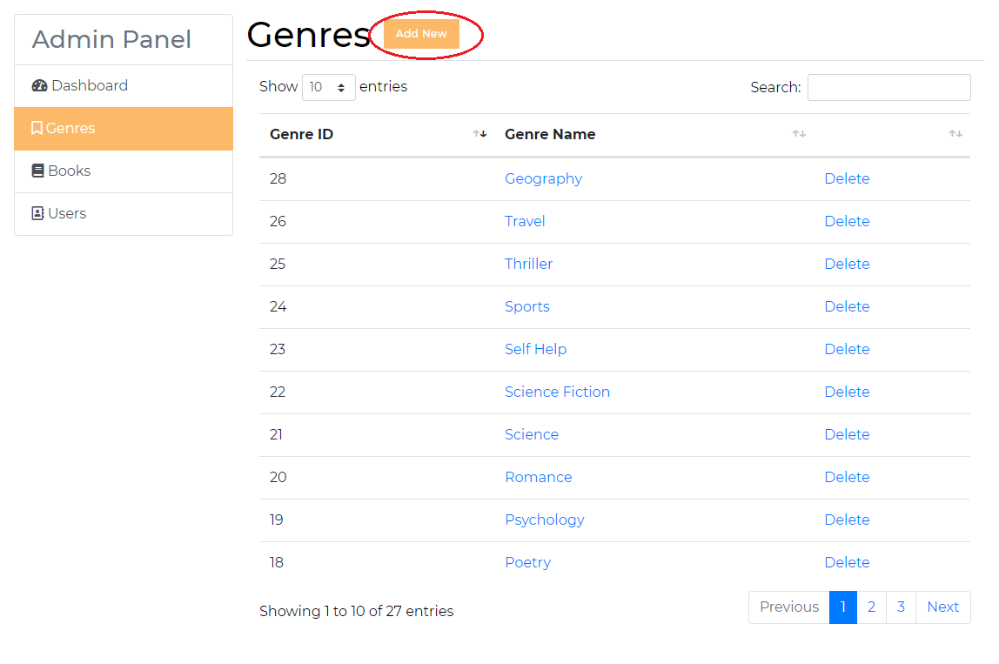 Admin Panel
Dashboard
Genres
Books
Users
Genres Add New
Show 10 entries Search:
Genre ID Genre Name
28 Geography Delete
26 Travel Delete
25 Thriller Delete
24 Sports Delete
23 Self Help Delete
22 Science Fiction Delete
21 Science Delete
20 Romance Delete
19 Psychology Delete
18 Poetry Delete
Showing 1 to 10 of 27 entries Previous 1 2 3 Next